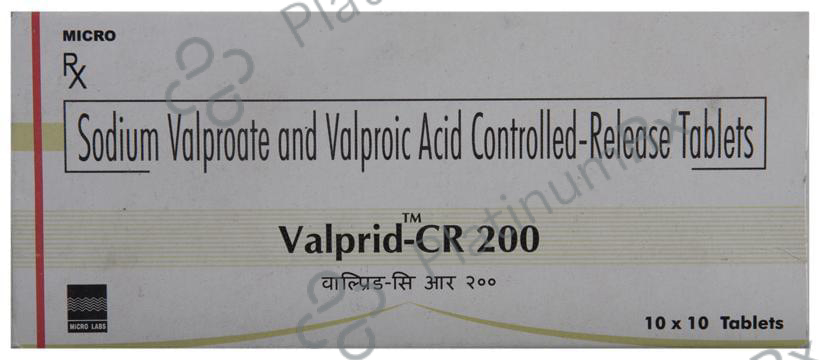 MICRO
Rx
Sodium Valproate and Valproic Acid Controlled-Release Tablets
Valprid™-CR 200
वाल्प्रिड-सि आर २००
MICRO LABS
10 x 10 Tablets
PlatinumRx